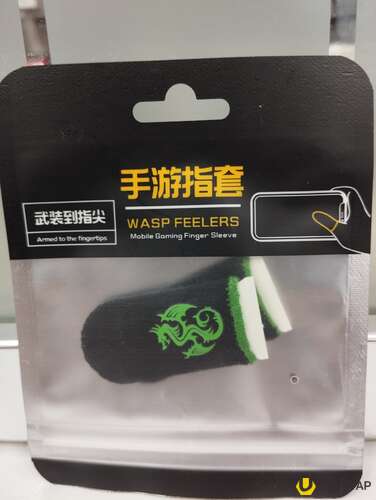 手游指套
武装到指尖
Armed to the fingertips
WASP FEELERS
Mobile Gaming Finger Sleeve